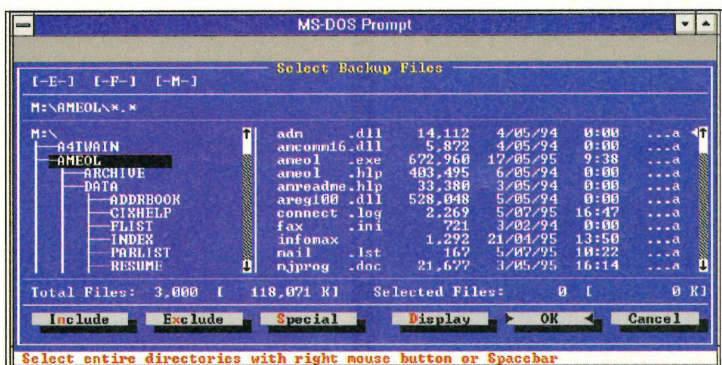 MS-DOS Prompt
Select Backup Files
[-E-] [-F-] [-M-]
M:\AMEOL\*.*
M:\
A4TWAIN
AMEOL
ARCHIVE
DATA
ADDRBOOK
CIXHELP
FLIST
INDEX
PARLIST
RESUME
adn .dll 14,112 4/05/94 0:00 ...a
amcomm16.dll 5,872 4/05/94 0:00 ...a
ameol .exe 672,960 17/05/95 9:38 ...a
ameol .hlp 403,495 6/05/94 0:00 ...a
amreadme.hlp 33,380 3/05/94 0:00 ...a
areg100 .dll 528,048 5/05/94 0:00 ...a
connect .log 2,269 5/07/95 16:47 ...a
fax .ini 721 3/02/94 0:00 ...a
infomax 1,292 21/04/95 13:50 ...a
mail .lst 167 5/07/95 10:22 ...a
mjprog .doc 21,677 3/05/95 16:14 ...a
Total Files: 3,000 [ 118,071 K] Selected Files: 0 [ 0 K]
Include Exclude Special Display OK Cancel
Select entire directories with right mouse button or Spacebar